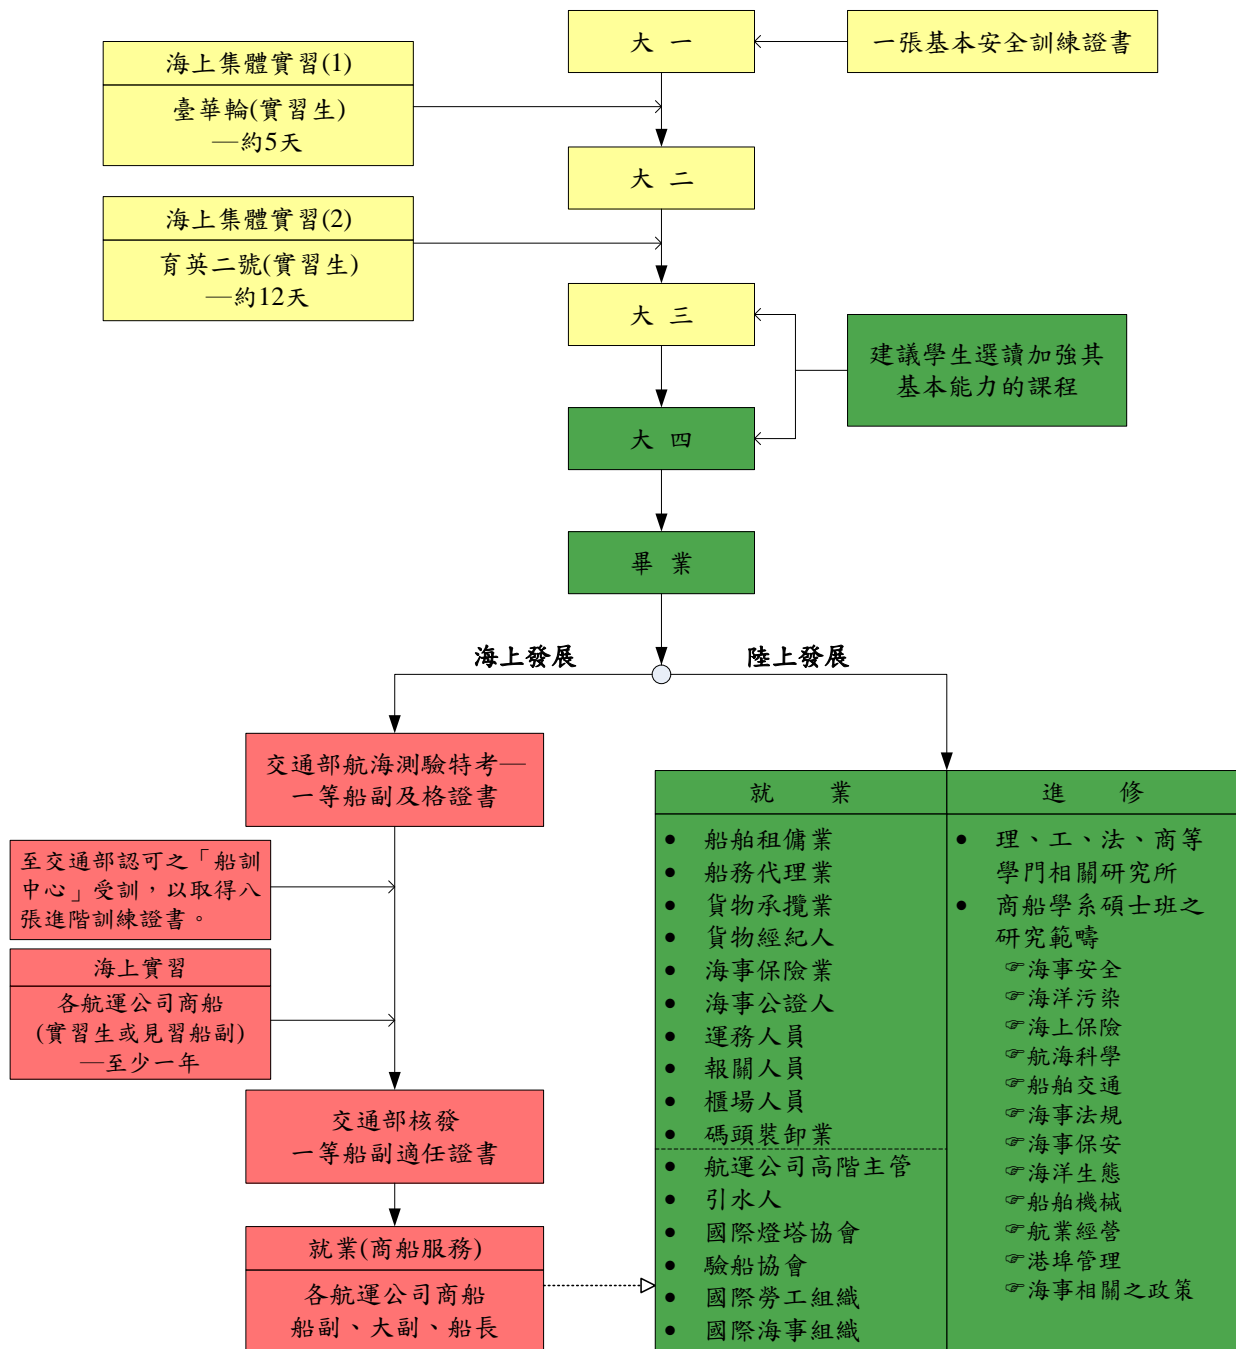 大 一
一張基本安全訓練證書
海上集體實習(1)
臺華輪(實習生)
—約5天
大 二
海上集體實習(2)
育英二號(實習生)
—約12天
大 三
建議學生選讀加強其
基本能力的課程
大 四
畢 業
海上發展
陸上發展
交通部航海測驗特考—
一等船副及格證書
至交通部認可之「船訓
中心」受訓，以取得八
張進階訓練證書。
海上實習
各航運公司商船
(實習生或見習船副)
—至少一年
交通部核發
一等船副適任證書
就業(商船服務)
各航運公司商船
船副、大副、船長
就 業
● 船舶租傭業
● 船務代理業
● 貨物承攬業
● 貨物經紀人
● 海事保險業
● 海事公證人
● 運務人員
● 報關人員
● 櫃場人員
● 碼頭裝卸業
● 航運公司高階主管
● 引水人
● 國際燈塔協會
● 驗船協會
● 國際勞工組織
● 國際海事組織
進 修
● 理、工、法、商等
學門相關研究所
● 商船學系碩士班之
研究範疇
☞海事安全
☞海洋污染
☞海上保險
☞航海科學
☞船舶交通
☞海事法規
☞海事保安
☞海洋生態
☞船舶機械
☞航業經營
☞港埠管理
☞海事相關之政策